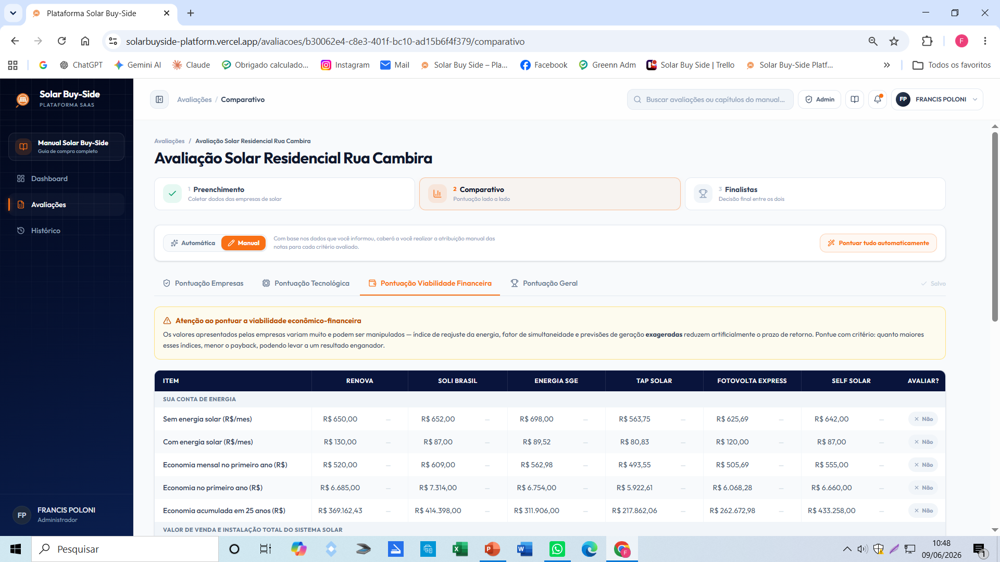 Plataforma Solar Buy-Side
solarbuyside-platform.vercel.app/avaliacoes/b30062e4-c8e3-401f-bc10-ad15b6f4f379/comparativo
F
ChatGPT
Gemini AI
Claude
Obrigado calculado...
Instagram
Mail
Solar Buy Side – Pla...
Facebook
Greenn Adm
Solar Buy Side | Trello
Solar Buy-Side Platf...
Todos os favoritos
Solar Buy-Side
PLATAFORMA SAAS
Avaliações / Comparativo
Buscar avaliações ou capítulos do manual...
Admin
FP FRANCIS POLONI
Manual Solar Buy-Side
Guia de compra completo
Dashboard
Avaliações
Histórico
Avaliações / Avaliação Solar Residencial Rua Cambira
Avaliação Solar Residencial Rua Cambira
1 Preenchimento
Coletar dados das empresas de solar
2 Comparativo
Pontuação lado a lado
3 Finalistas
Decisão final entre os dois
Automática
Manual
Com base nos dados que você informou, caberá a você realizar a atribuição manual das
notas para cada critério avaliado.
Pontuar tudo automaticamente
Pontuação Empresas
Pontuação Tecnológica
Pontuação Viabilidade Financeira
Pontuação Geral
Salvo
Atenção ao pontuar a viabilidade econômico-financeira
Os valores apresentados pelas empresas variam muito e podem ser manipulados — índice de reajuste da energia, fator de simultaneidade e previsões de geração exageradas reduzem artificialmente o prazo de retorno. Pontue com critério: quanto maiores
esses índices, menor o payback, podendo levar a um resultado enganador.
ITEM RENOVA SOLI BRASIL ENERGIA SGE TAP SOLAR FOTOVOLTA EXPRESS SELF SOLAR AVALIAR?
SUA CONTA DE ENERGIA
Sem energia solar (R$/mes) R$ 650,00 — R$ 652,00 — R$ 698,00 — R$ 563,75 — R$ 625,69 — R$ 642,00 — × Não
Com energia solar (R$/mes) R$ 130,00 — R$ 87,00 — R$ 89,52 — R$ 80,83 — R$ 120,00 — R$ 87,00 — × Não
Economia mensal no primeiro ano (R$) R$ 520,00 — R$ 609,00 — R$ 562,98 — R$ 493,55 — R$ 505,69 — R$ 555,00 — × Não
Economia no primeiro ano (R$) R$ 6.685,00 — R$ 7.314,00 — R$ 6.754,00 — R$ 5.922,61 — R$ 6.068,28 — R$ 6.660,00 — × Não
Economia acumulada em 25 anos (R$) R$ 369.162,43 — R$ 414.398,00 — R$ 311.906,00 — R$ 217.862,06 — R$ 262.672,98 — R$ 433.258,00 — × Não
VALOR DE VENDA E INSTALAÇÃO TOTAL DO SISTEMA SOLAR
FP FRANCIS POLONI
Administrador
Pesquisar
10:48
09/06/2026
1